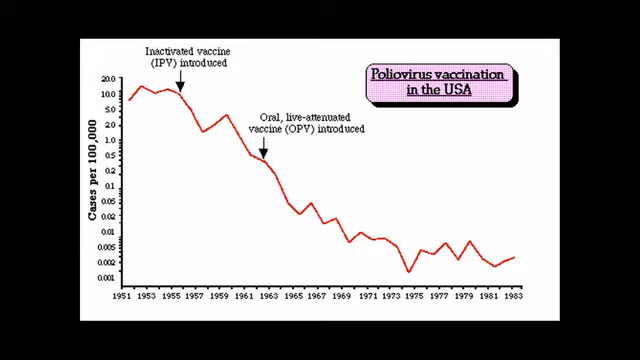 Inactivated vaccine
(IPV) introduced
Poliovirus vaccination
in the USA
Oral, live-attenuated
vaccine (OPV) introduced
Cases per 100,000
20.0
10.0
5.0
2.0
1.0
0.5
0.2
0.1
0.05
0.02
0.01
0.005
0.002
0.001
1951 1953 1955 1957 1959 1961 1963 1965 1967 1969 1971 1973 1975 1977 1979 1981 1983